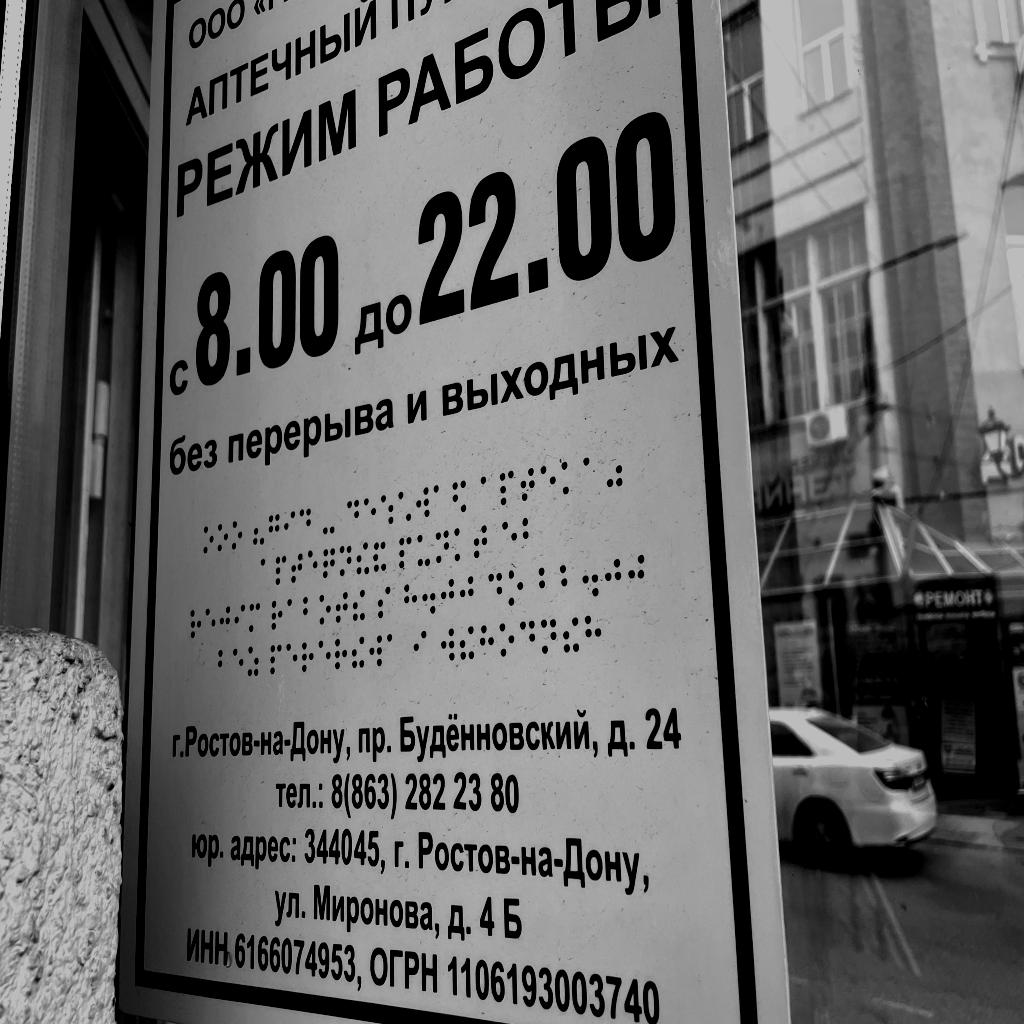 ООО
АПТЕЧНЫЙ
РЕЖИМ РАБОТЫ
с 8.00 до 22.00
без перерыва и выходных
г.Ростов-на-Дону, пр. Будённовский, д. 24
тел.: 8(863) 282 23 80
юр. адрес: 344045, г. Ростов-на-Дону,
ул. Миронова, д. 4 Б
ИНН 6166074953, ОГРН 1106193003740
РЕМОНТ